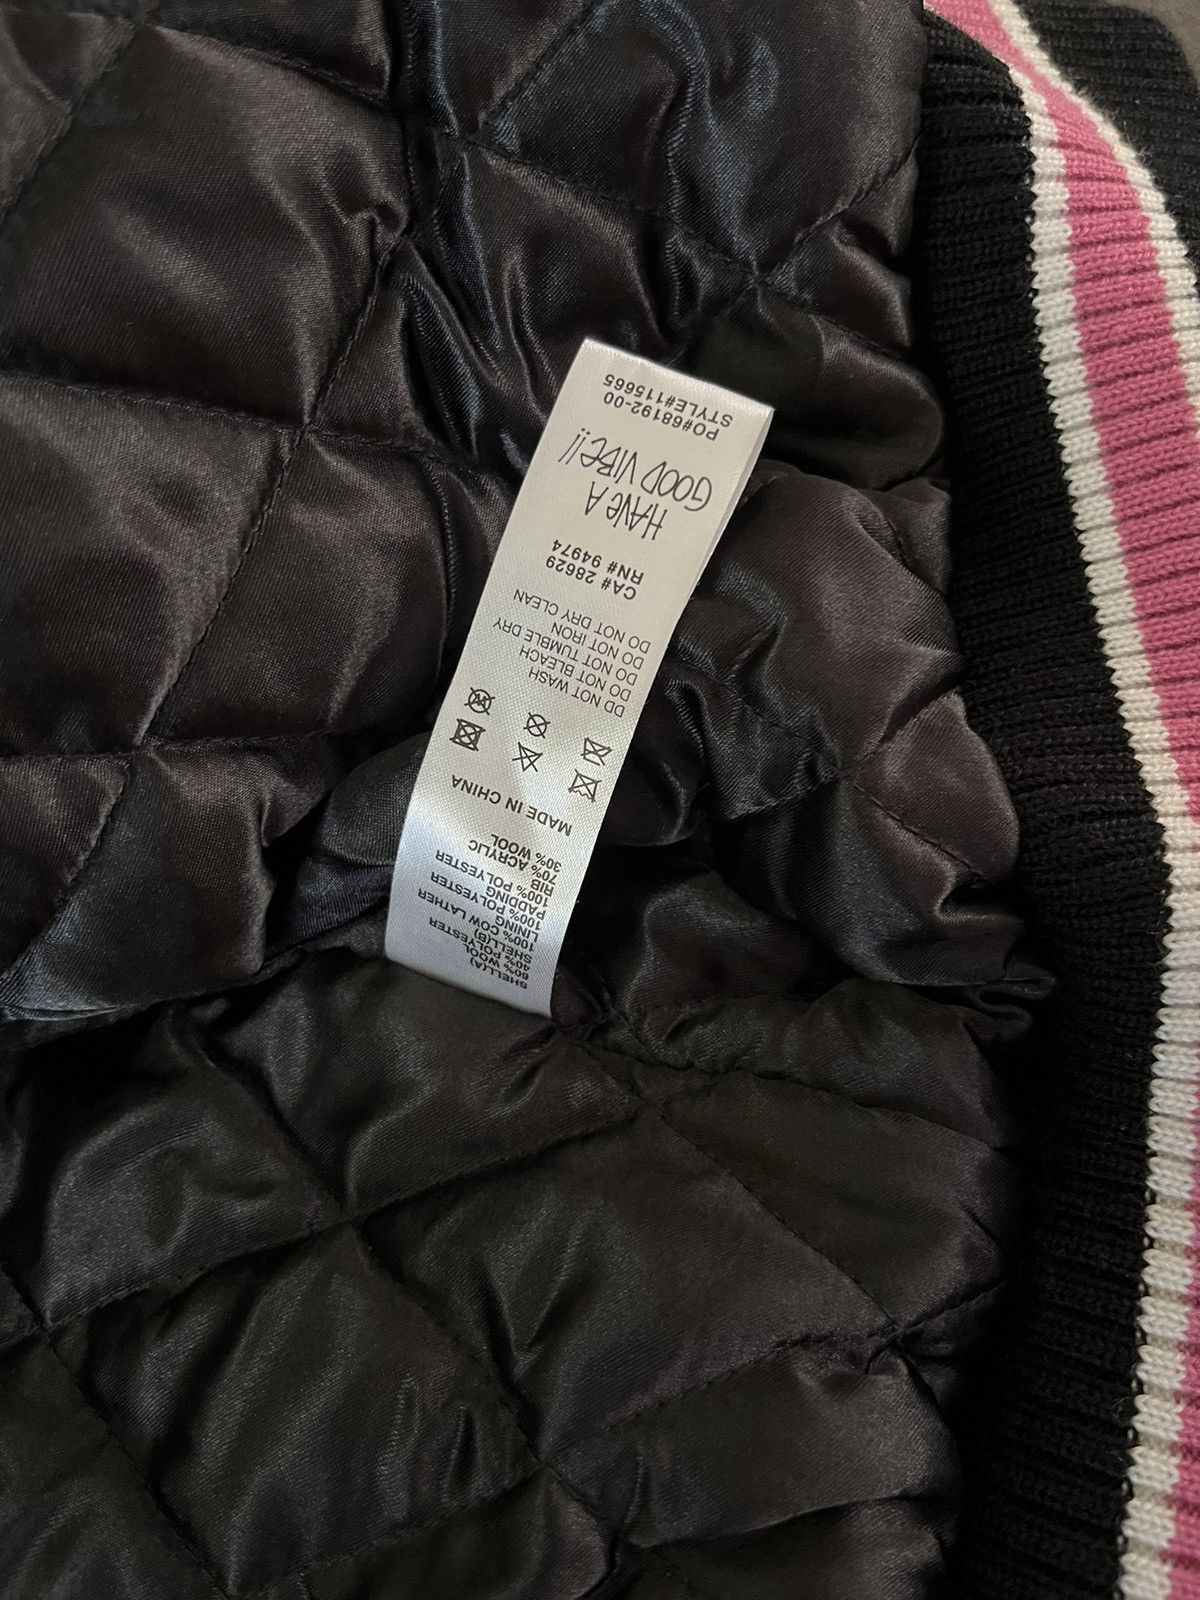 SHELL(A)
60% WOOL
40% POLYESTER
SHELL(B)
100% COW LATHER
LINING
100% POLYESTER
PADDING
100% POLYESTER
RIB
70% ACRYLIC
30% WOOL
MADE IN CHINA
W
DO NOT WASH
DO NOT BLEACH
DO NOT TUMBLE DRY
DO NOT IRON
DO NOT DRY CLEAN
CA# 28629
RN# 94974
HAVE A
GOOD VIBE!!
PO#68192-00
STYLE#115665